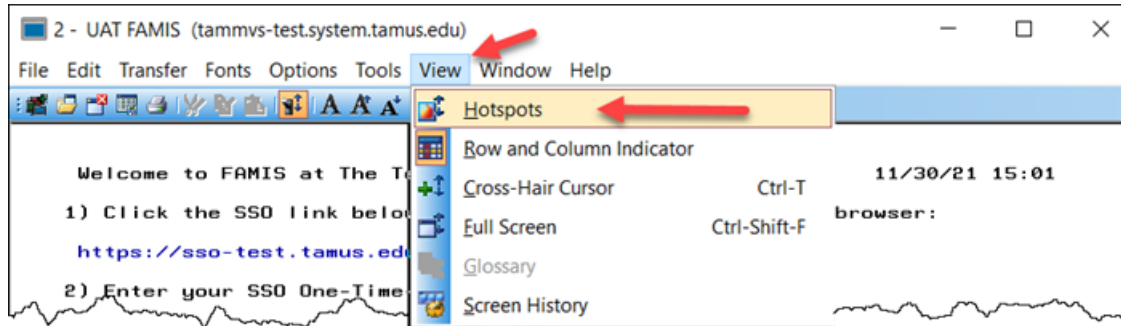 2 - UAT FAMIS (tammvs-test.system.tamus.edu)
File Edit Transfer Fonts Options Tools View Window Help
Hotspots
Row and Column Indicator
Cross-Hair Cursor Ctrl-T
Full Screen Ctrl-Shift-F
Glossary
Screen History
Welcome to FAMIS at The 11/30/21 15:01
1) Click the SSO link browser:
https://sso-test.tamus.ed
2) Enter your SSO One-Time-